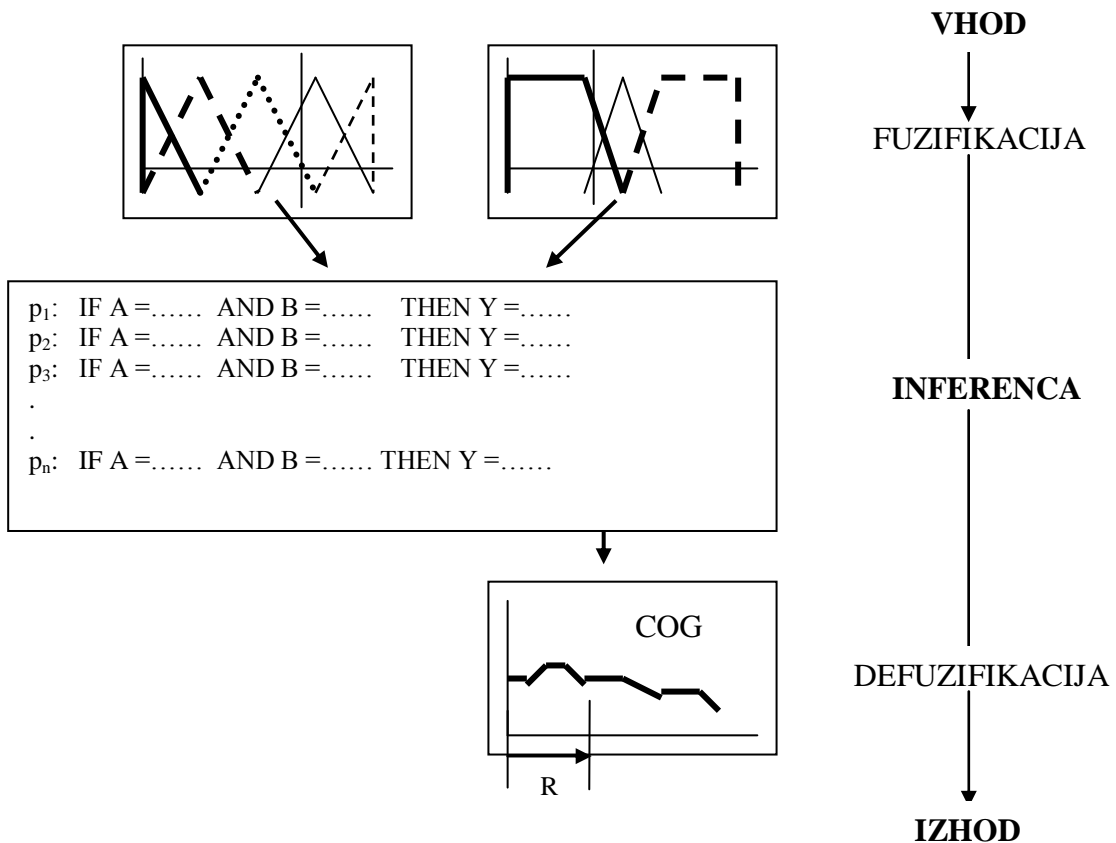 VHOD
FUZIFIKACIJA
p₁: IF A =…… AND B =…… THEN Y =……
p₂: IF A =…… AND B =…… THEN Y =……
p₃: IF A =…… AND B =…… THEN Y =……
.
.
pₙ: IF A =…… AND B =…… THEN Y =……
INFERENCA
COG
DEFUZIFIKACIJA
R
IZHOD